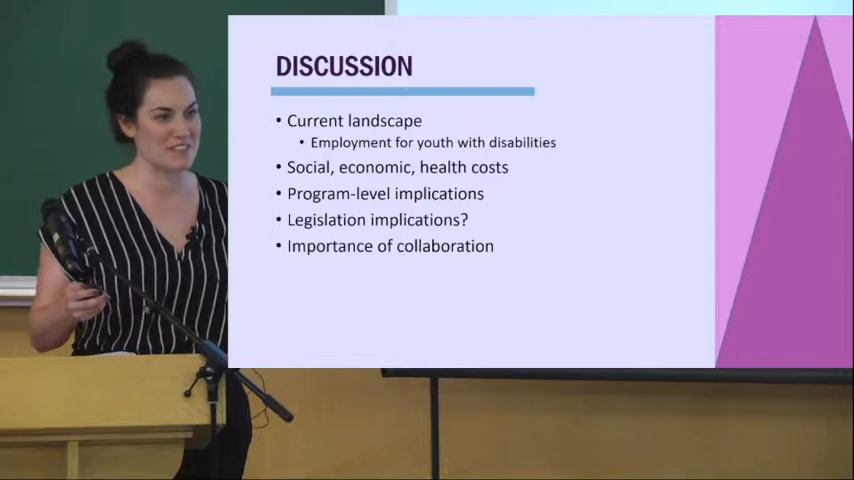 DISCUSSION
• Current landscape
• Employment for youth with disabilities
• Social, economic, health costs
• Program-level implications
• Legislation implications?
• Importance of collaboration